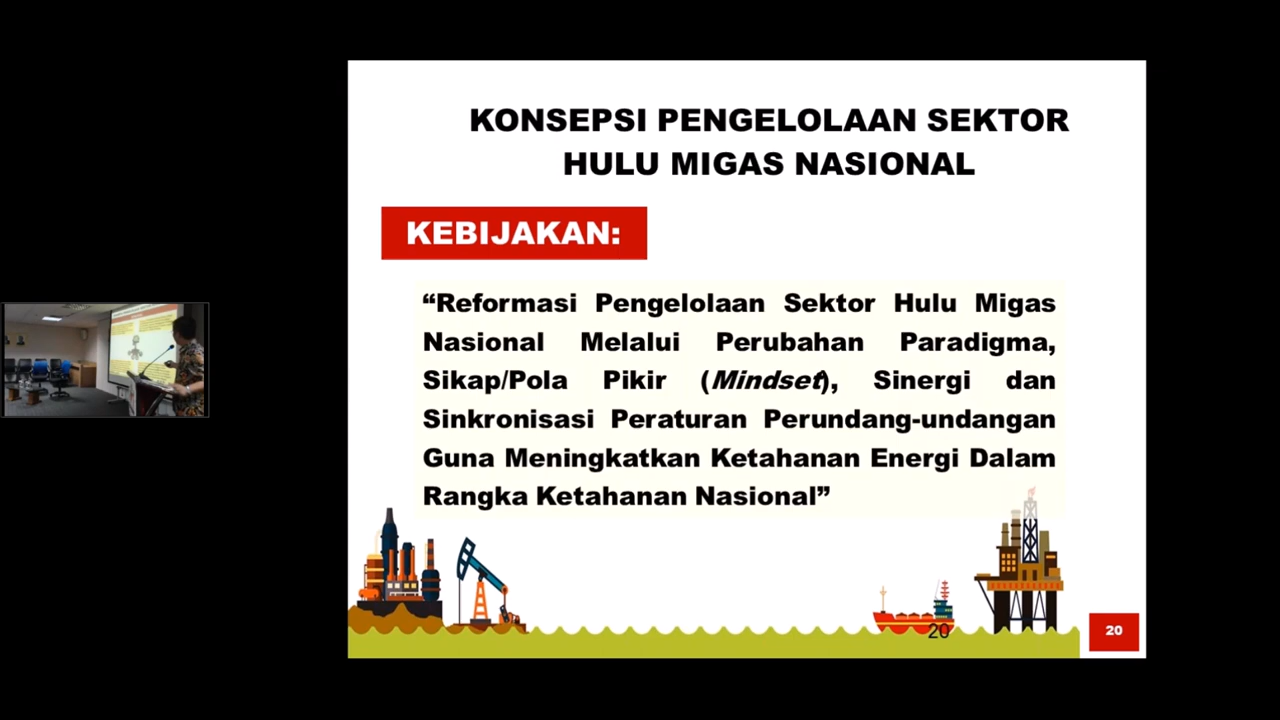 KONSEPSI PENGELOLAAN SEKTOR
HULU MIGAS NASIONAL
KEBIJAKAN:
“Reformasi Pengelolaan Sektor Hulu Migas
Nasional Melalui Perubahan Paradigma,
Sikap/Pola Pikir (Mindset), Sinergi dan
Sinkronisasi Peraturan Perundang-undangan
Guna Meningkatkan Ketahanan Energi Dalam
Rangka Ketahanan Nasional”
20
20